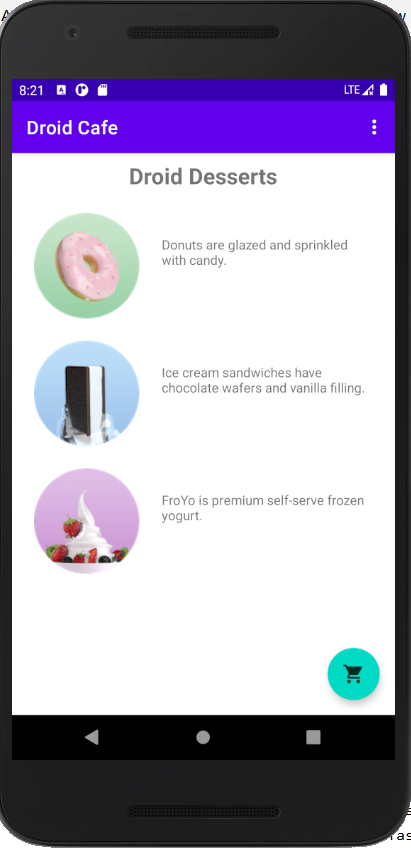 8:21
LTE
Droid Cafe
Droid Desserts
Donuts are glazed and sprinkled
with candy.
Ice cream sandwiches have
chocolate wafers and vanilla filling.
FroYo is premium self-serve frozen
yogurt.